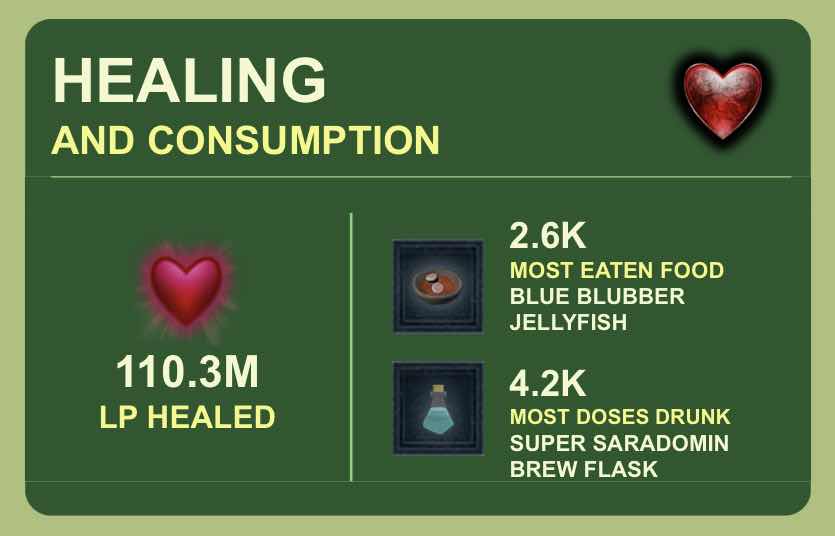 HEALING
AND CONSUMPTION
110.3M
LP HEALED
2.6K
MOST EATEN FOOD
BLUE BLUBBER
JELLYFISH
4.2K
MOST DOSES DRUNK
SUPER SARADOMIN
BREW FLASK